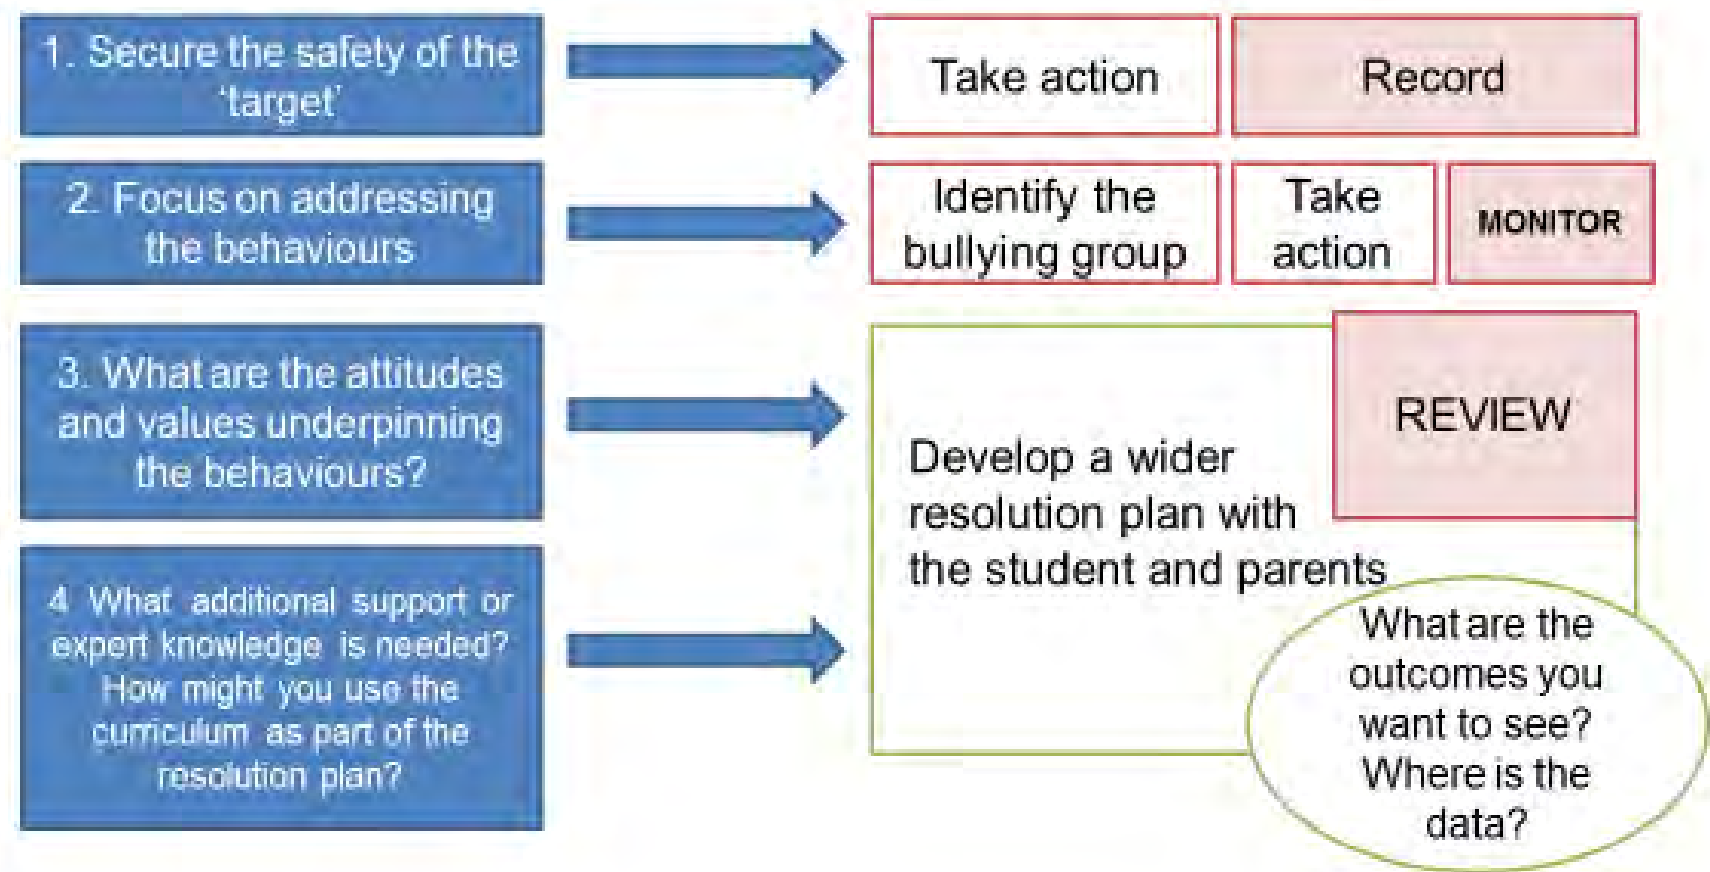 1. Secure the safety of the
'target'
Take action
Record
2. Focus on addressing
the behaviours
Identify the
bullying group
Take
action
MONITOR
3. What are the attitudes
and values underpinning
the behaviours?
REVIEW
Develop a wider
resolution plan with
the student and parents
4 What additional support or
expert knowledge is needed?
How might you use the
curriculum as part of the
resolution plan?
What are the
outcomes you
want to see?
Where is the
data?